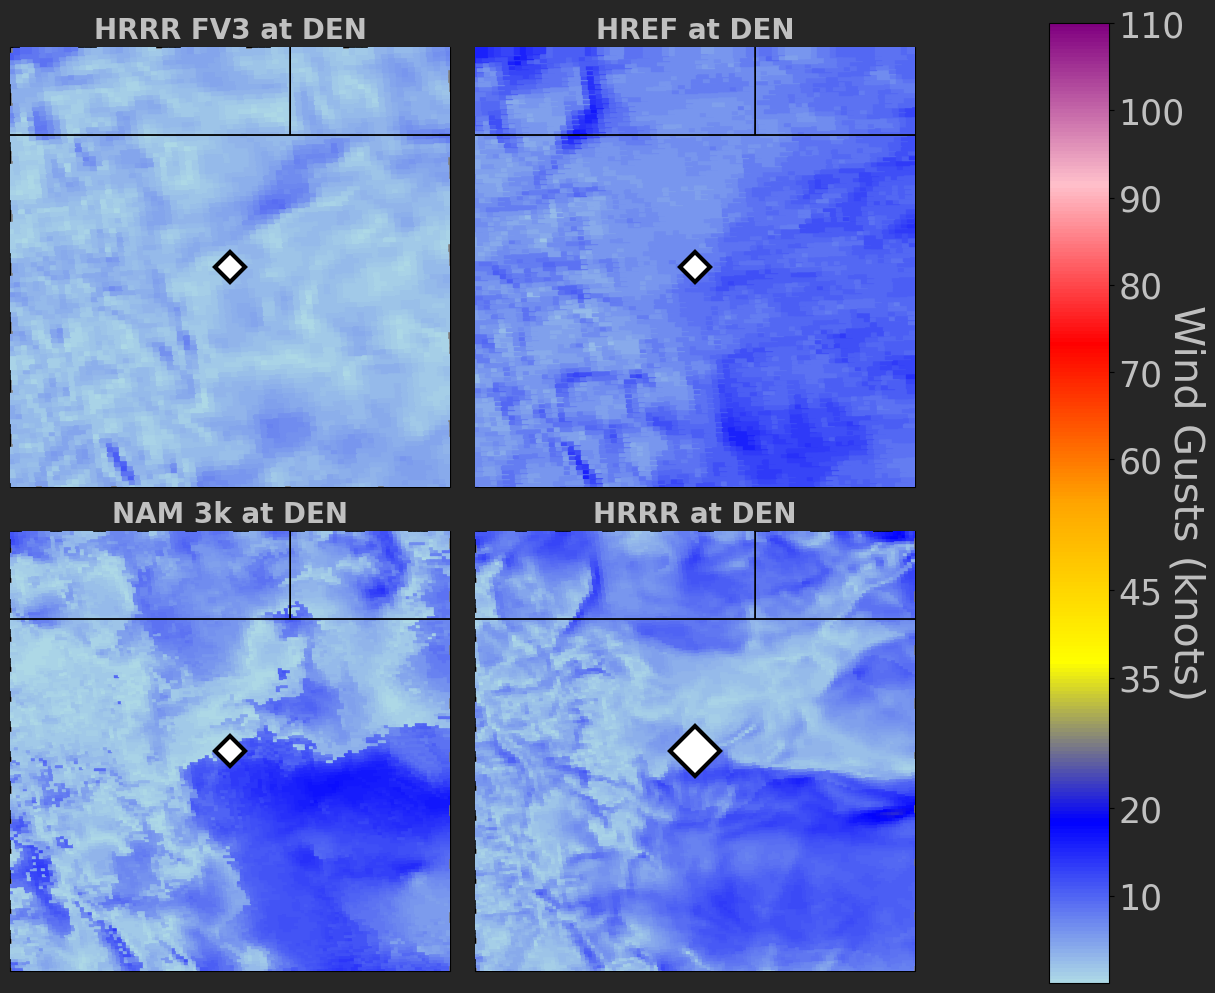 HRRR FV3 at DEN
HREF at DEN
NAM 3k at DEN
HRRR at DEN
110
100
90
80
70
60
45
35
20
10
Wind Gusts (knots)